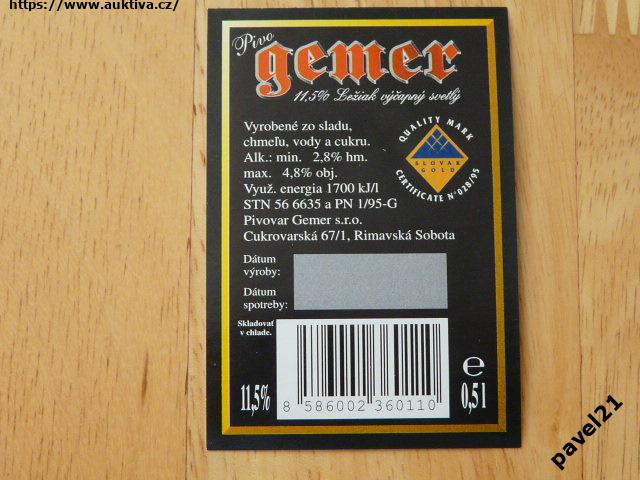 https://www.auktiva.cz/
Pivo
gemer
11,5% Ležiak výčapný svetlý
Vyrobené zo sladu,
chmeľu, vody a cukru.
Alk.: min. 2,8% hm.
max. 4,8% obj.
Využ. energia 1700 kJ/l
STN 56 6635 a PN 1/95-G
Pivovar Gemer s.r.o.
Cukrovarská 67/1, Rimavská Sobota
QUALITY MARK
SLOVAK
GOLD
CERTIFICATE N°028/95
Dátum
výroby:
Dátum
spotreby:
Skladovať
v chlade.
11,5%
8 586002 360110
e
0,5 l
pavel21